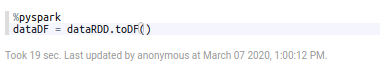 %pyspark
dataDF = dataRDD.toDF()
Took 19 sec. Last updated by anonymous at March 07 2020, 1:00:12 PM.